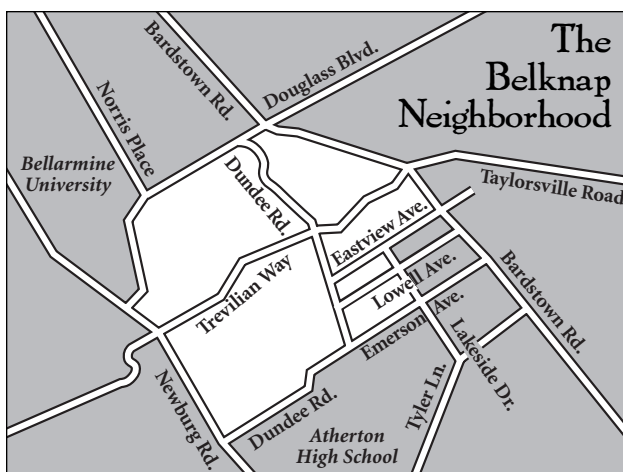 The
Belknap
Neighborhood
Bardstown Rd.
Douglass Blvd.
Norris Place
Bellarmine
University
Dundee Rd.
Taylorsville Road
Eastview Ave.
Trevilian Way
Lowell Ave.
Bardstown Rd.
Emerson Ave.
Lakeside Dr.
Newburg Rd.
Dundee Rd.
Tyler Ln.
Atherton
High School